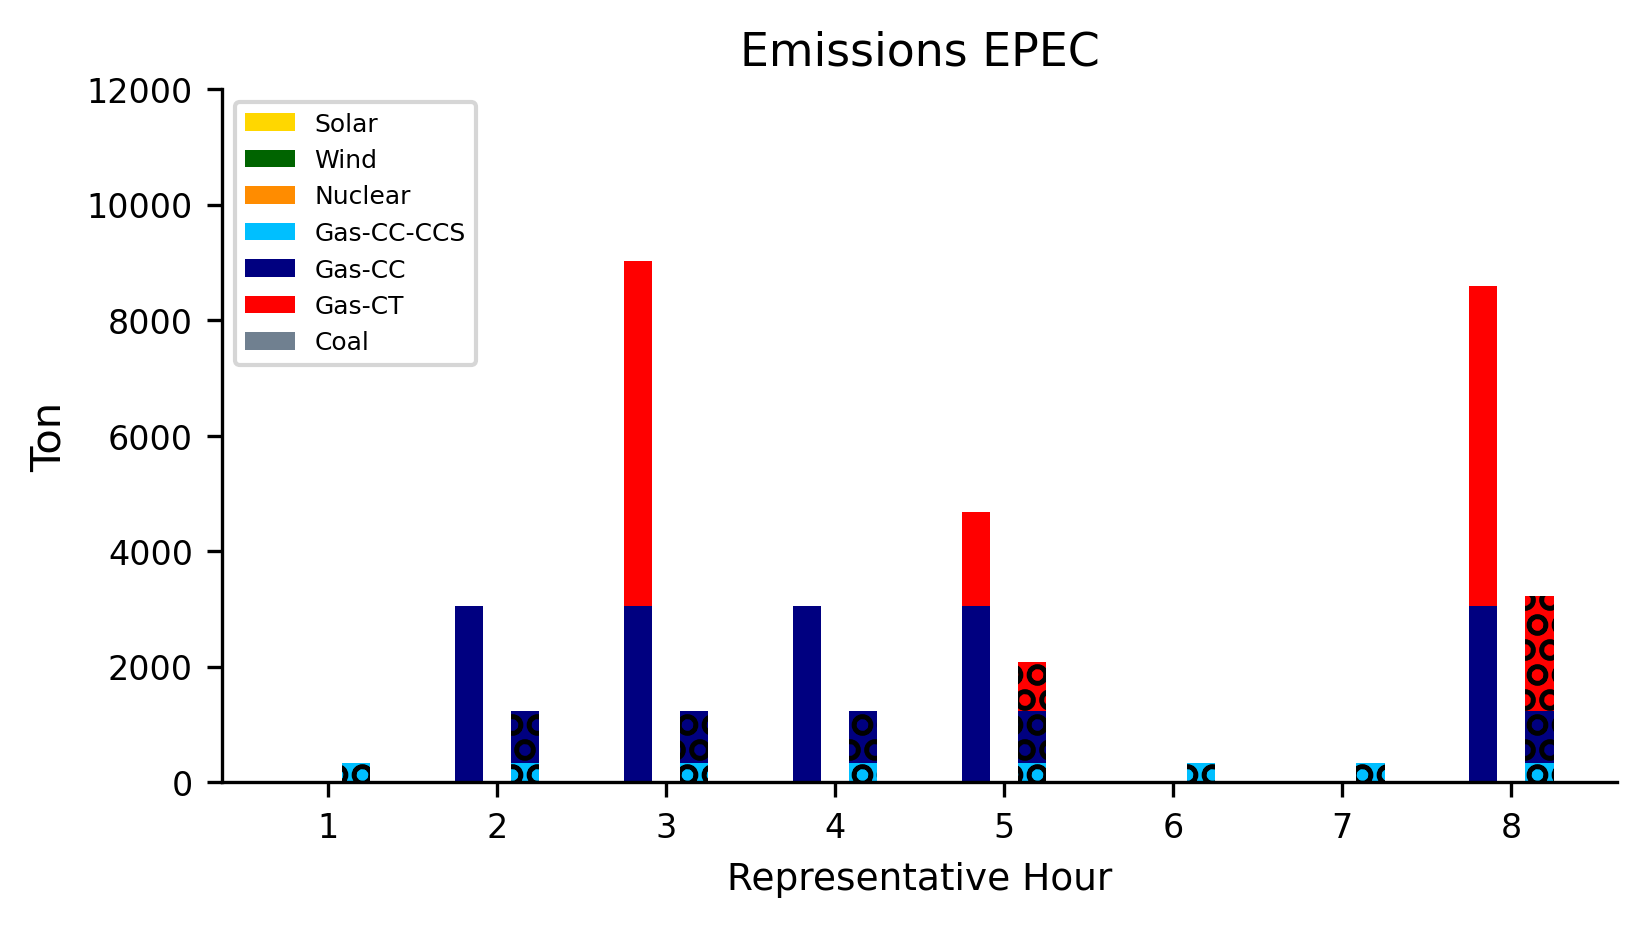 Emissions EPEC
12000
10000
8000
6000
4000
2000
0
Ton
Solar
Wind
Nuclear
Gas-CC-CCS
Gas-CC
Gas-CT
Coal
1 2 3 4 5 6 7 8
Representative Hour